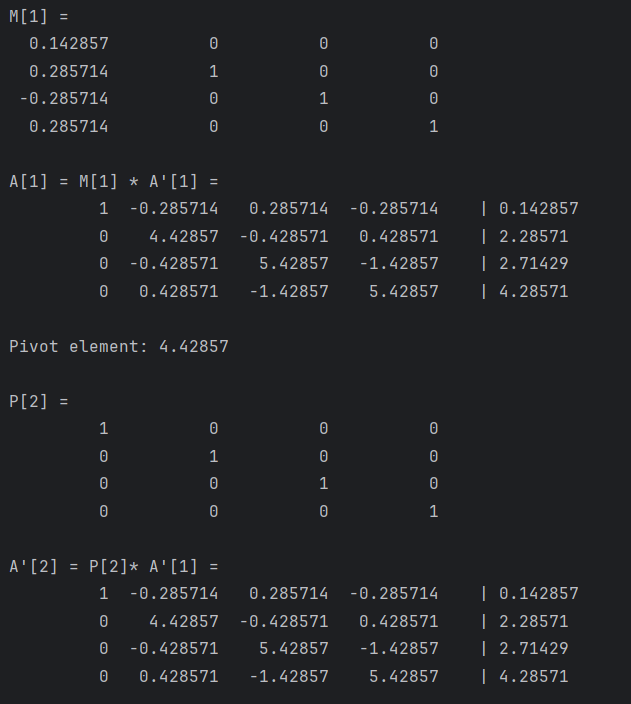 M[1] =
0.142857 0 0 0
0.285714 1 0 0
-0.285714 0 1 0
0.285714 0 0 1
A[1] = M[1] * A'[1] =
1 -0.285714 0.285714 -0.285714 | 0.142857
0 4.42857 -0.428571 0.428571 | 2.28571
0 -0.428571 5.42857 -1.42857 | 2.71429
0 0.428571 -1.42857 5.42857 | 4.28571
Pivot element: 4.42857
P[2] =
1 0 0 0
0 1 0 0
0 0 1 0
0 0 0 1
A'[2] = P[2]* A'[1] =
1 -0.285714 0.285714 -0.285714 | 0.142857
0 4.42857 -0.428571 0.428571 | 2.28571
0 -0.428571 5.42857 -1.42857 | 2.71429
0 0.428571 -1.42857 5.42857 | 4.28571